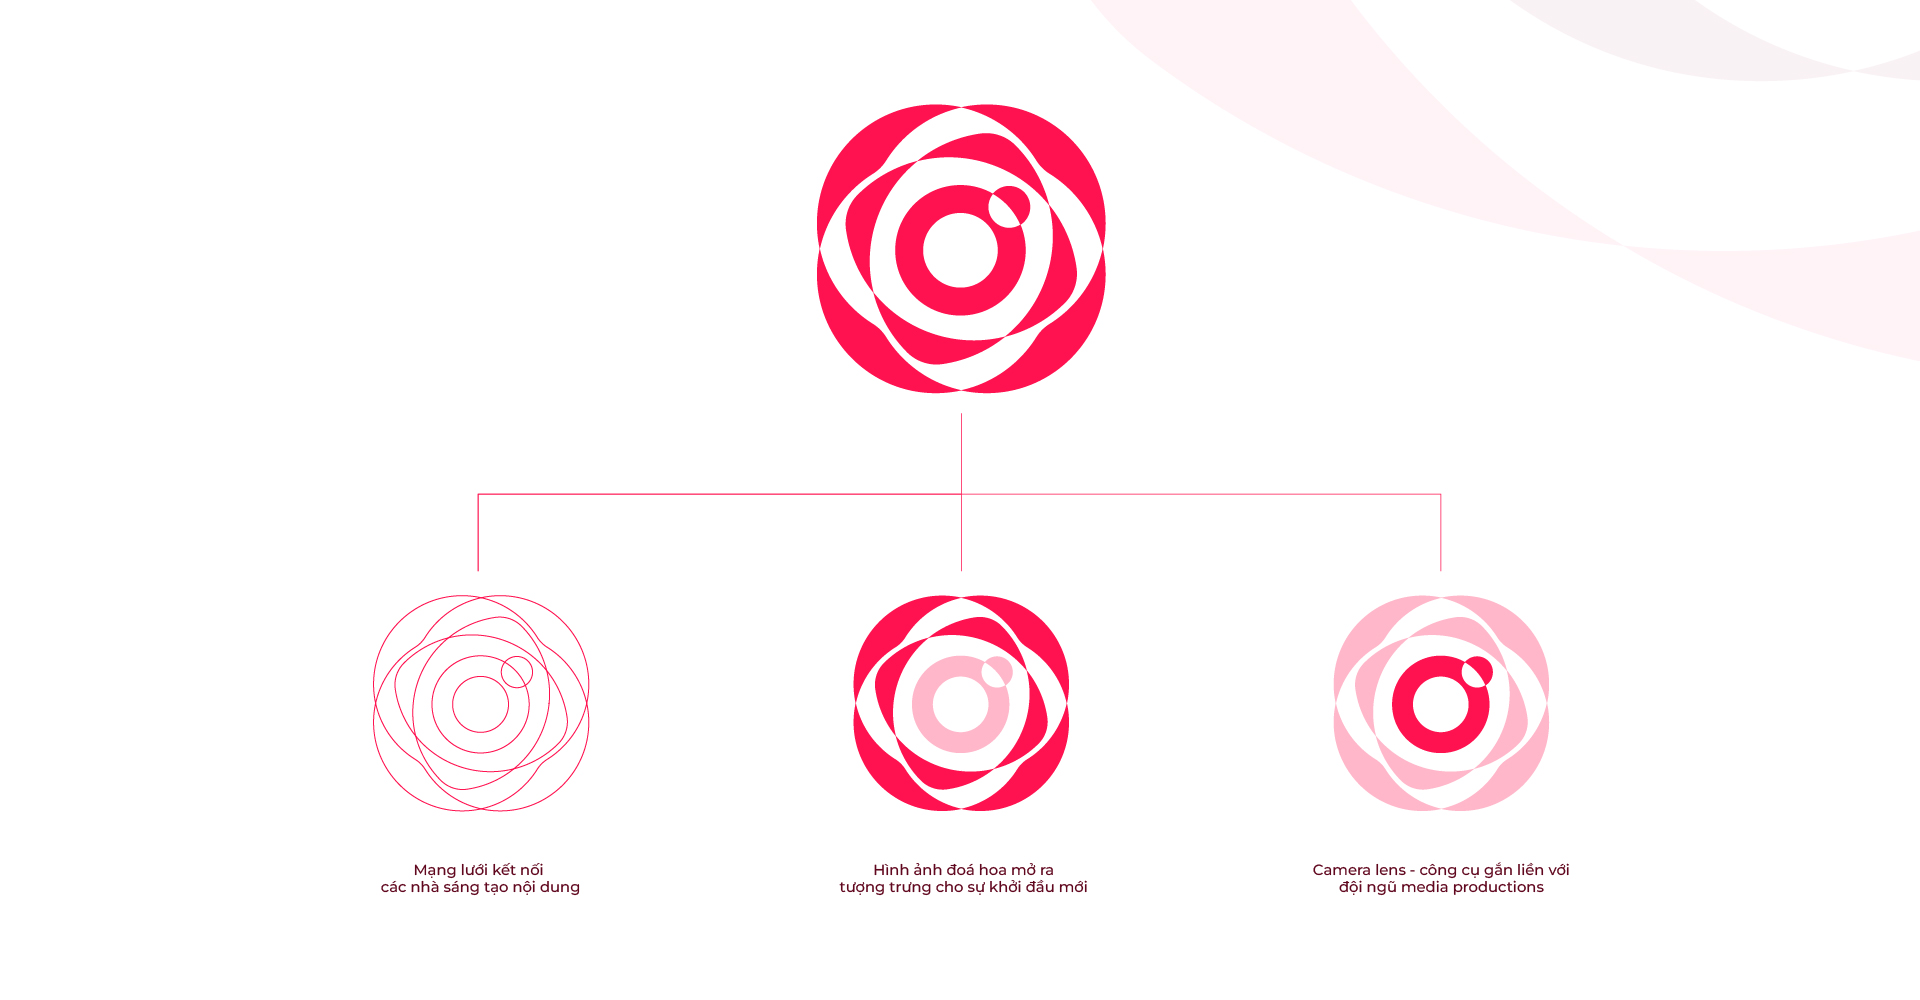 Mạng lưới kết nối
các nhà sáng tạo nội dung
Hình ảnh đoá hoa mở ra
tượng trưng cho sự khởi đầu mới
Camera lens - công cụ gắn liền với
đội ngũ media productions